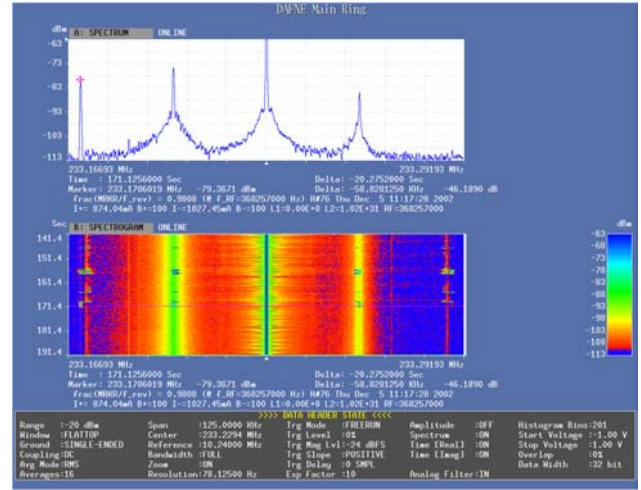 DAFNE Main Ring
dBm A: SPECTRUM ONLINE
-63
-73
-83
-93
-103
-113
233.16693 MHz 233.29193 MHz
Time : 171.1256000 Sec Delta: -20.2752000 Sec
Marker: 233.1706019 MHz -79.3671 dBm Delta: -58.8281250 KHz -46.1890 dB
frac(MRKR/f_rev) = 0.9808 (@ f_RF=368257000 Hz) H#76 Thu Dec 5 11:17:28 2002
I+= 874.04mA B+=100 I-=1027.45mA B-=100 L1=0.00E+0 L2=1.02E+31 RF=368257000
Sec B: SPECTROGRAM ONLINE dBm
141.4
151.4
161.4
171.4
181.4
191.4
-63
-68
-73
-78
-83
-88
-93
-98
-103
-108
-113
233.16693 MHz 233.29193 MHz
Time : 171.1256000 Sec Delta: -20.2752000 Sec
Marker: 233.1706019 MHz -79.3671 dBm Delta: -58.8281250 KHz -46.1890 dB
frac(MRKR/f_rev) = 0.9808 (@ f_RF=368257000 Hz) H#76 Thu Dec 5 11:17:28 2002
I+= 874.04mA B+=100 I-=1027.45mA B-=100 L1=0.00E+0 L2=1.02E+31 RF=368257000
>>>> DATA HEADER STATE <<<<
Range :-20 dBm Span :125.0000 KHz Trg Mode :FREERUN Amplitude :OFF Histogram Bins:201
Window :FLATTOP Center :233.2294 MHz Trg Level :0% Spectrum :ON Start Voltage :-1.00 V
Ground :SINGLE-ENDED Reference :10.24000 MHz Trg Mag Lvl:-24 dBFS Time [Real] :ON Stop Voltage :1.00 V
Coupling:DC Bandwidth :FULL Trg Slope :POSITIVE Time [Imag] :ON Overlap :0%
Avg Mode:RMS Zoom :ON Trg Delay :0 SMPL Data Width :32 bit
Averages:16 Resolution:78.12500 Hz Exp Factor :10 Analog Filter:IN